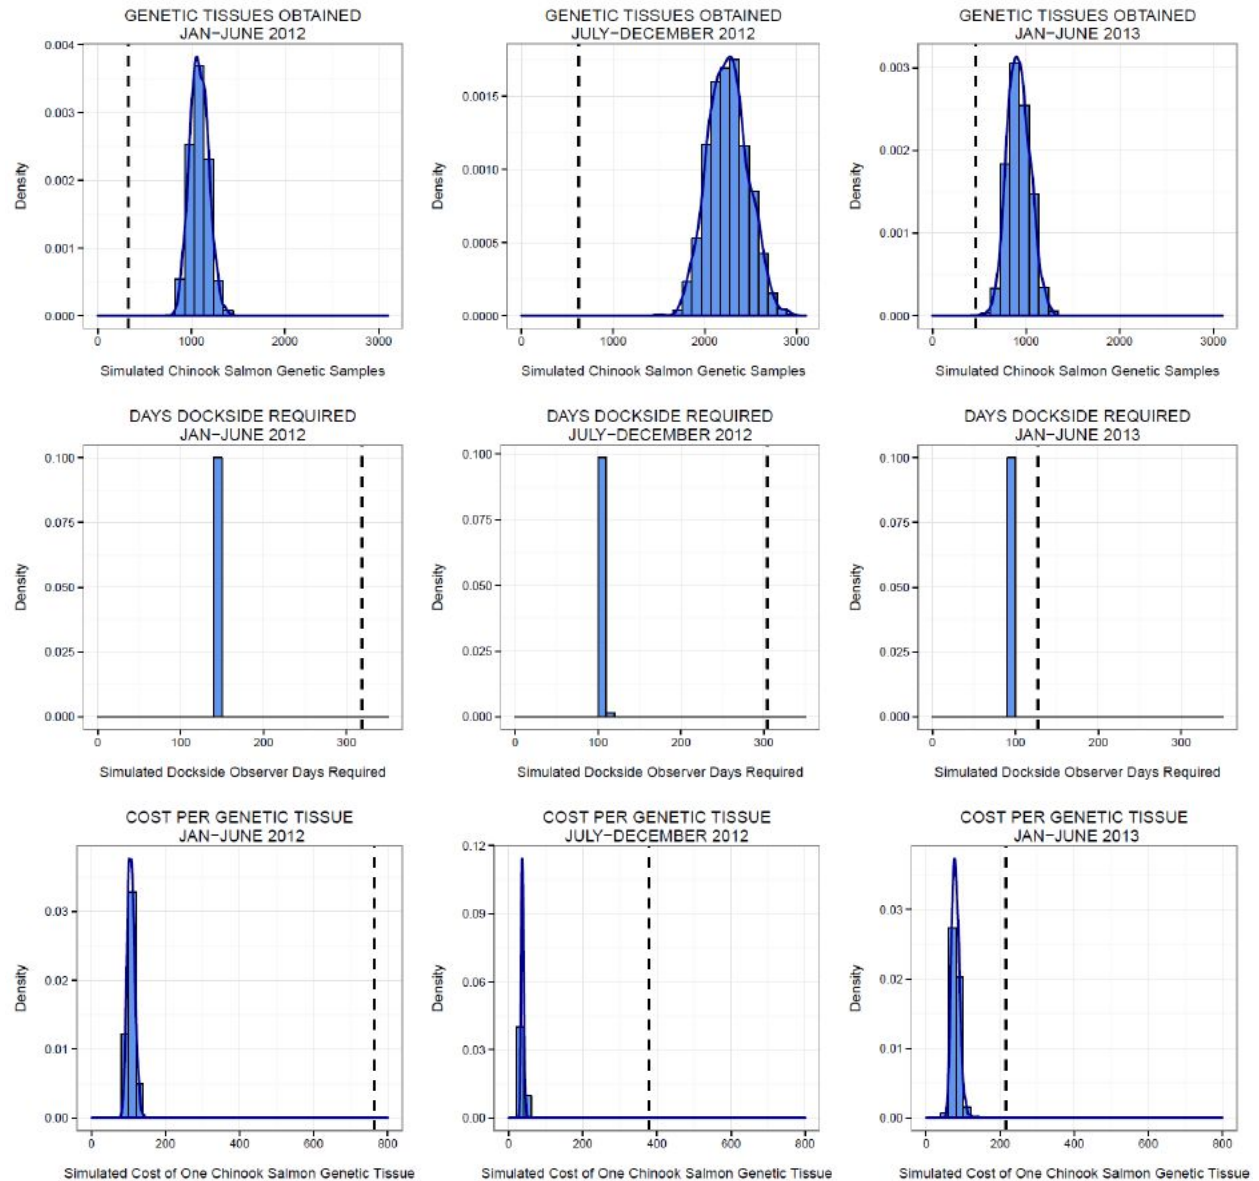 GENETIC TISSUES OBTAINED
JAN−JUNE 2012
0.004
0.003
0.002
0.001
0.000
Density
0 1000 2000 3000
Simulated Chinook Salmon Genetic Samples
GENETIC TISSUES OBTAINED
JULY−DECEMBER 2012
0.0015
0.0010
0.0005
0.0000
Density
0 1000 2000 3000
Simulated Chinook Salmon Genetic Samples
GENETIC TISSUES OBTAINED
JAN−JUNE 2013
0.003
0.002
0.001
0.000
Density
0 1000 2000 3000
Simulated Chinook Salmon Genetic Samples
DAYS DOCKSIDE REQUIRED
JAN−JUNE 2012
0.100
0.075
0.050
0.025
0.000
Density
0 100 200 300
Simulated Dockside Observer Days Required
DAYS DOCKSIDE REQUIRED
JULY−DECEMBER 2012
0.100
0.075
0.050
0.025
0.000
Density
0 100 200 300
Simulated Dockside Observer Days Required
DAYS DOCKSIDE REQUIRED
JAN−JUNE 2013
0.100
0.075
0.050
0.025
0.000
Density
0 100 200 300
Simulated Dockside Observer Days Required
COST PER GENETIC TISSUE
JAN−JUNE 2012
0.03
0.02
0.01
0.00
Density
0 200 400 600 800
Simulated Cost of One Chinook Salmon Genetic Tissue
COST PER GENETIC TISSUE
JULY−DECEMBER 2012
0.12
0.09
0.06
0.03
0.00
Density
0 200 400 600 800
Simulated Cost of One Chinook Salmon Genetic Tissue
COST PER GENETIC TISSUE
JAN−JUNE 2013
0.03
0.02
0.01
0.00
Density
0 200 400 600 800
Simulated Cost of One Chinook Salmon Genetic Tissue